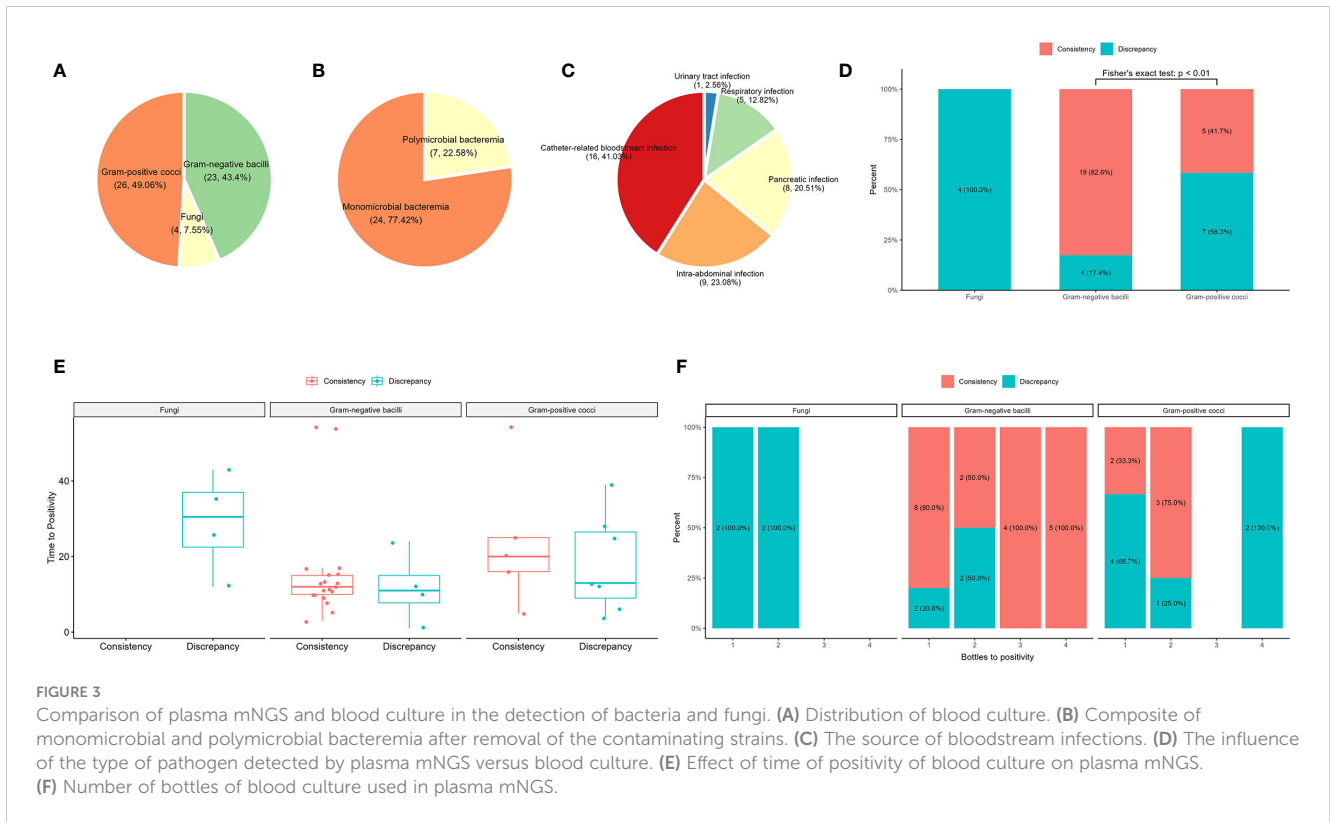 A
Gram-positive cocci
(26, 49.06%)
Gram-negative bacilli
(23, 43.4%)
Fungi
(4, 7.55%)
B
Polymicrobial bacteremia
(7, 22.58%)
Monomicrobial bacteremia
(24, 77.42%)
C
Urinary tract infection
(1, 2.56%)
Respiratory infection
(5, 12.82%)
Catheter-related bloodstream infection
(16, 41.03%)
Pancreatic infection
(8, 20.51%)
Intra-abdominal infection
(9, 23.08%)
D
Consistency Discrepancy
Fisher's exact test: p < 0.01
Percent
100%
75%
50%
25%
0%
4 (100.0%)
19 (82.6%)
4 (17.4%)
5 (41.7%)
7 (58.3%)
Fungi Gram-negative bacilli Gram-positive cocci
E
Consistency Discrepancy
Fungi Gram-negative bacilli Gram-positive cocci
Time to Positivity
40
20
0
Consistency Discrepancy Consistency Discrepancy Consistency Discrepancy
F
Consistency Discrepancy
Fungi Gram-negative bacilli Gram-positive cocci
Percent
100%
75%
50%
25%
0%
2 (100.0%) 2 (100.0%)
8 (80.0%)
2 (20.0%)
2 (50.0%)
2 (50.0%)
4 (100.0%) 5 (100.0%)
2 (33.3%)
4 (66.7%)
3 (75.0%)
1 (25.0%)
2 (100.0%)
1 2 3 4 1 2 3 4 1 2 3 4
Bottles to positivity
FIGURE 3
Comparison of plasma mNGS and blood culture in the detection of bacteria and fungi. (A) Distribution of blood culture. (B) Composite of
monomicrobial and polymicrobial bacteremia after removal of the contaminating strains. (C) The source of bloodstream infections. (D) The influence
of the type of pathogen detected by plasma mNGS versus blood culture. (E) Effect of time of positivity of blood culture on plasma mNGS.
(F) Number of bottles of blood culture used in plasma mNGS.